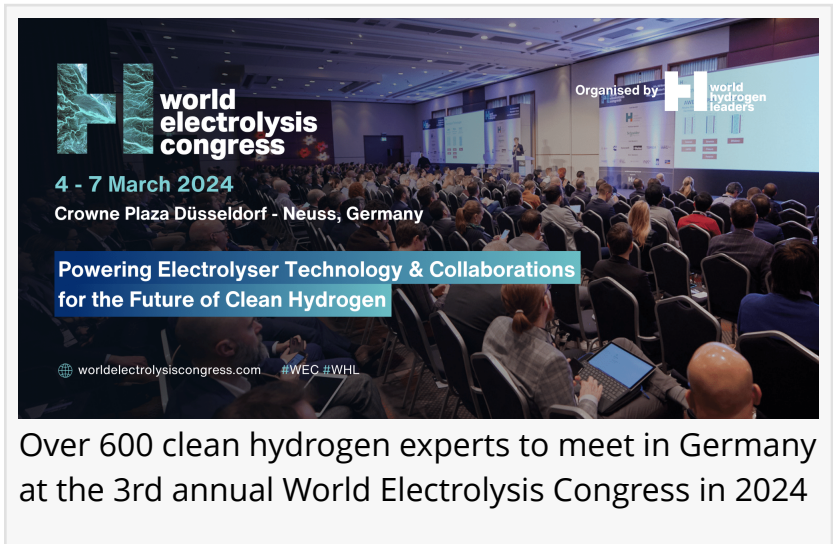 world
electrolysis
congress
4 - 7 March 2024
Crowne Plaza Düsseldorf - Neuss, Germany
Powering Electrolyser Technology & Collaborations
for the Future of Clean Hydrogen
worldelectrolysiscongress.com #WEC #WHL
Organised by
world
hydrogen
leaders
Over 600 clean hydrogen experts to meet in Germany
at the 3rd annual World Electrolysis Congress in 2024